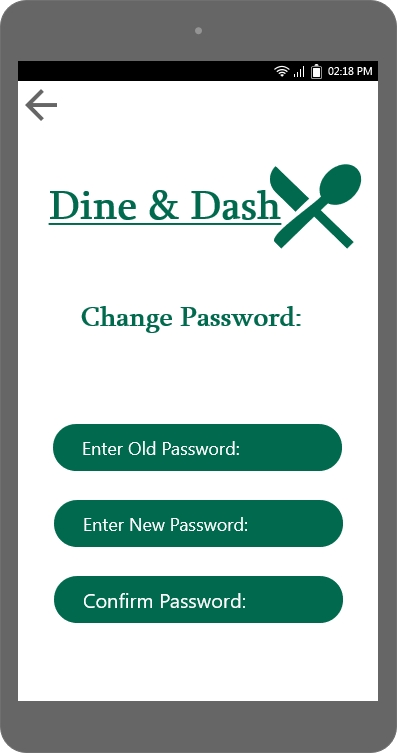 02:18 PM
Dine & Dash
Change Password:
Enter Old Password:
Enter New Password:
Confirm Password: